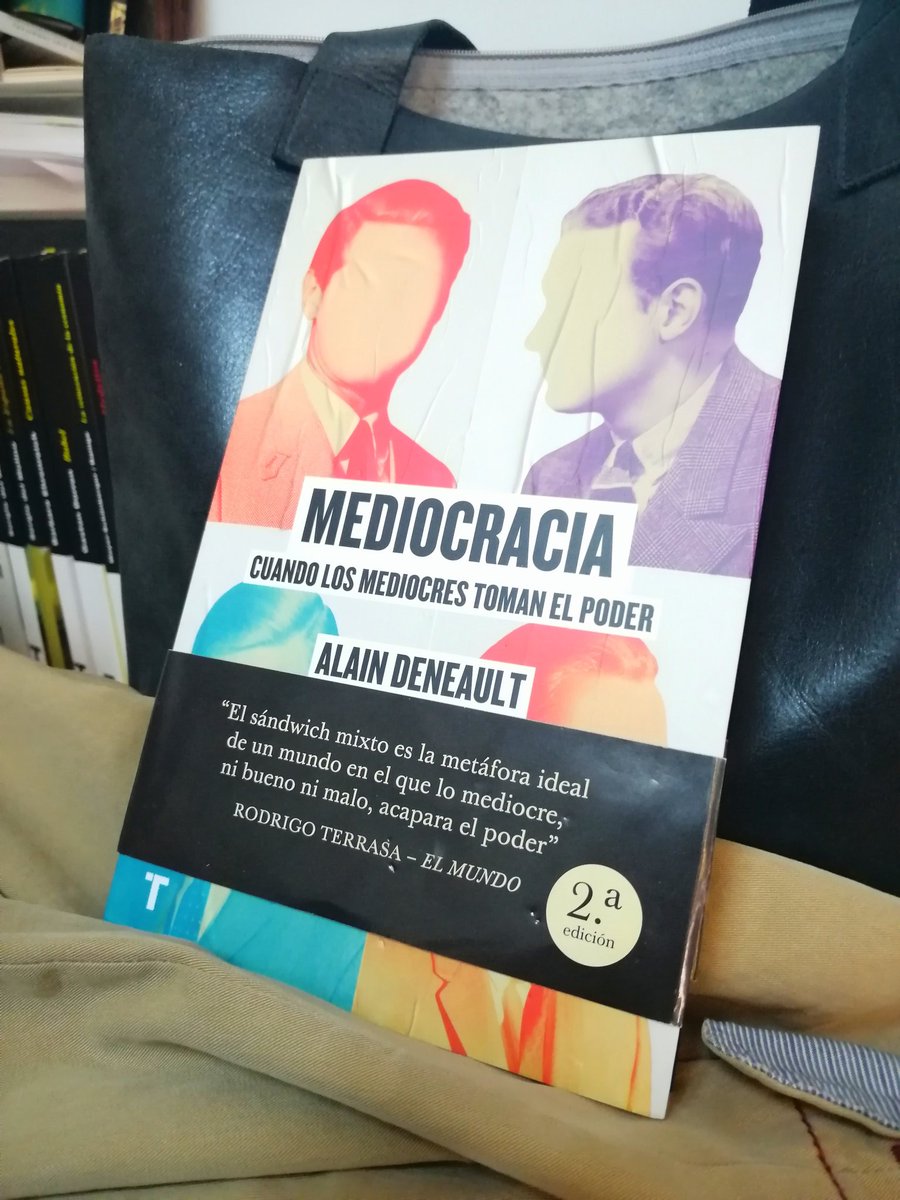 MEDIOCRACIA
CUANDO LOS MEDIOCRES TOMAN EL PODER
ALAIN DENEAULT
“El sándwich mixto es la metáfora ideal
de un mundo en el que lo mediocre,
ni bueno ni malo, acapara el poder”
RODRIGO TERRASA – EL MUNDO
2.ª
edición
T